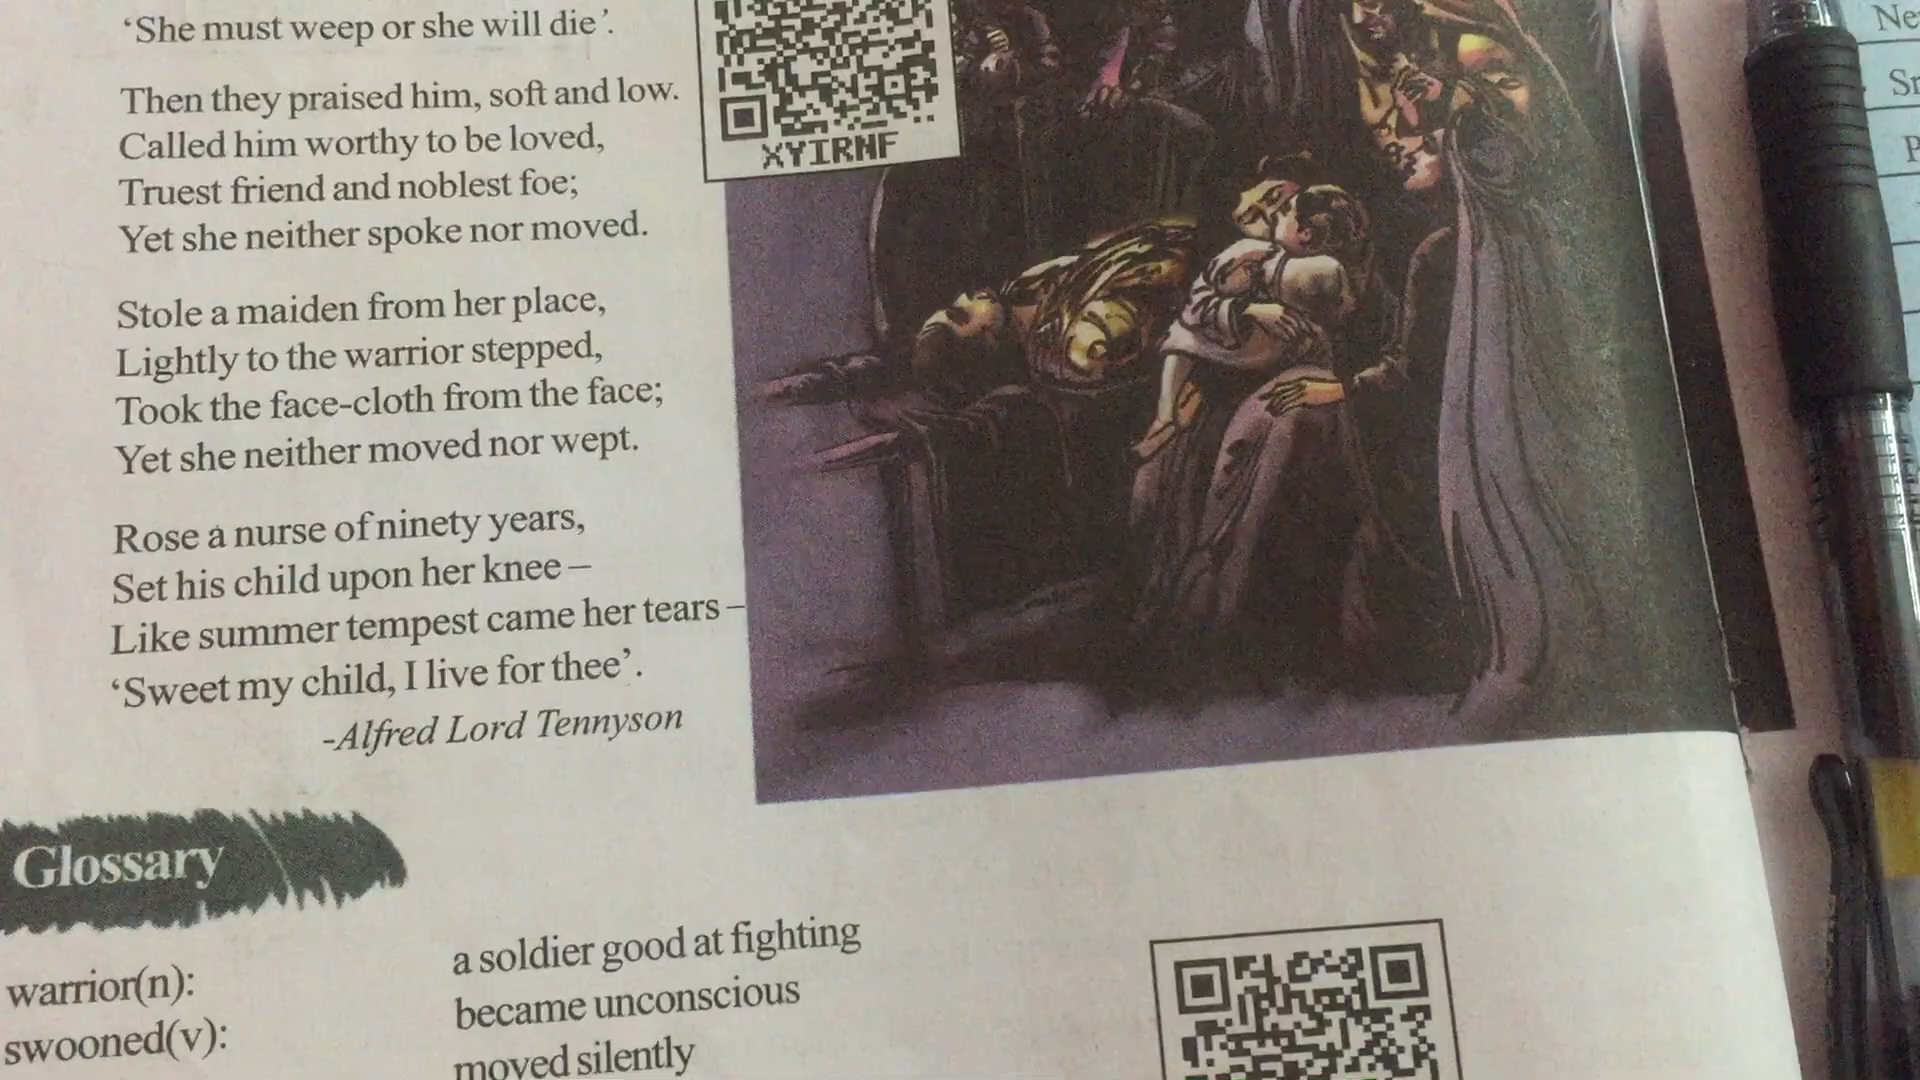 ‘She must weep or she will die’.
Then they praised him, soft and low.
Called him worthy to be loved,
Truest friend and noblest foe;
Yet she neither spoke nor moved.
Stole a maiden from her place,
Lightly to the warrior stepped,
Took the face-cloth from the face;
Yet she neither moved nor wept.
Rose a nurse of ninety years,
Set his child upon her knee –
Like summer tempest came her tears –
‘Sweet my child, I live for thee’.
-Alfred Lord Tennyson
XYIRNF
Glossary
warrior(n): a soldier good at fighting
swooned(v): became unconscious
moved silently